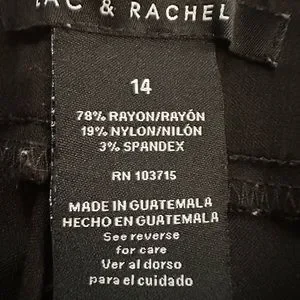 & RACHEL
14
78% RAYON/RAYÓN
19% NYLON/NILÓN
3% SPANDEX
RN 103715
MADE IN GUATEMALA
HECHO EN GUATEMALA
See reverse
for care
Ver al dorso
para el cuidado